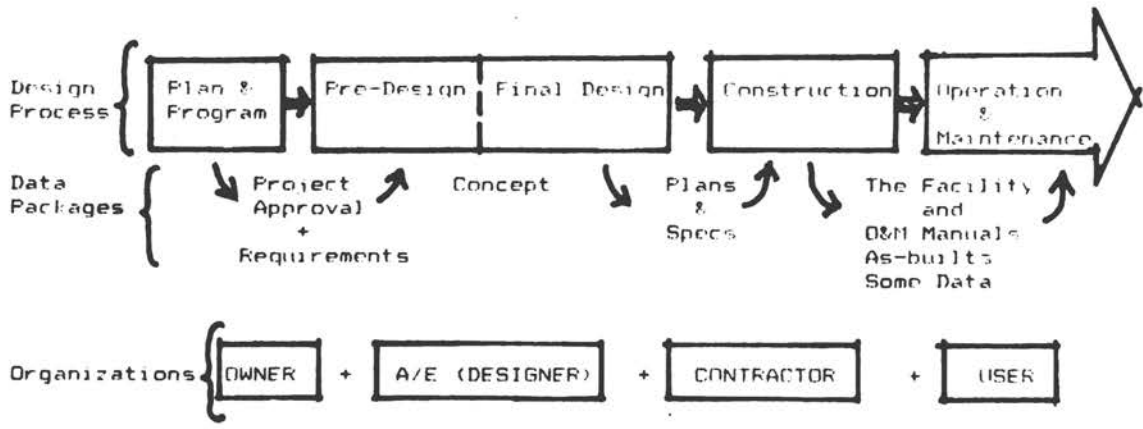 Design Process
Plan & Program
Pre-Design
Final Design
Construction
Operation & Maintenance
Data Packages
Project Approval + Requirements
Concept
Plans & Specs
The Facility and O&M Manuals
As-builts
Some Data
Organizations
OWNER + A/E (DESIGNER) + CONTRACTOR + USER